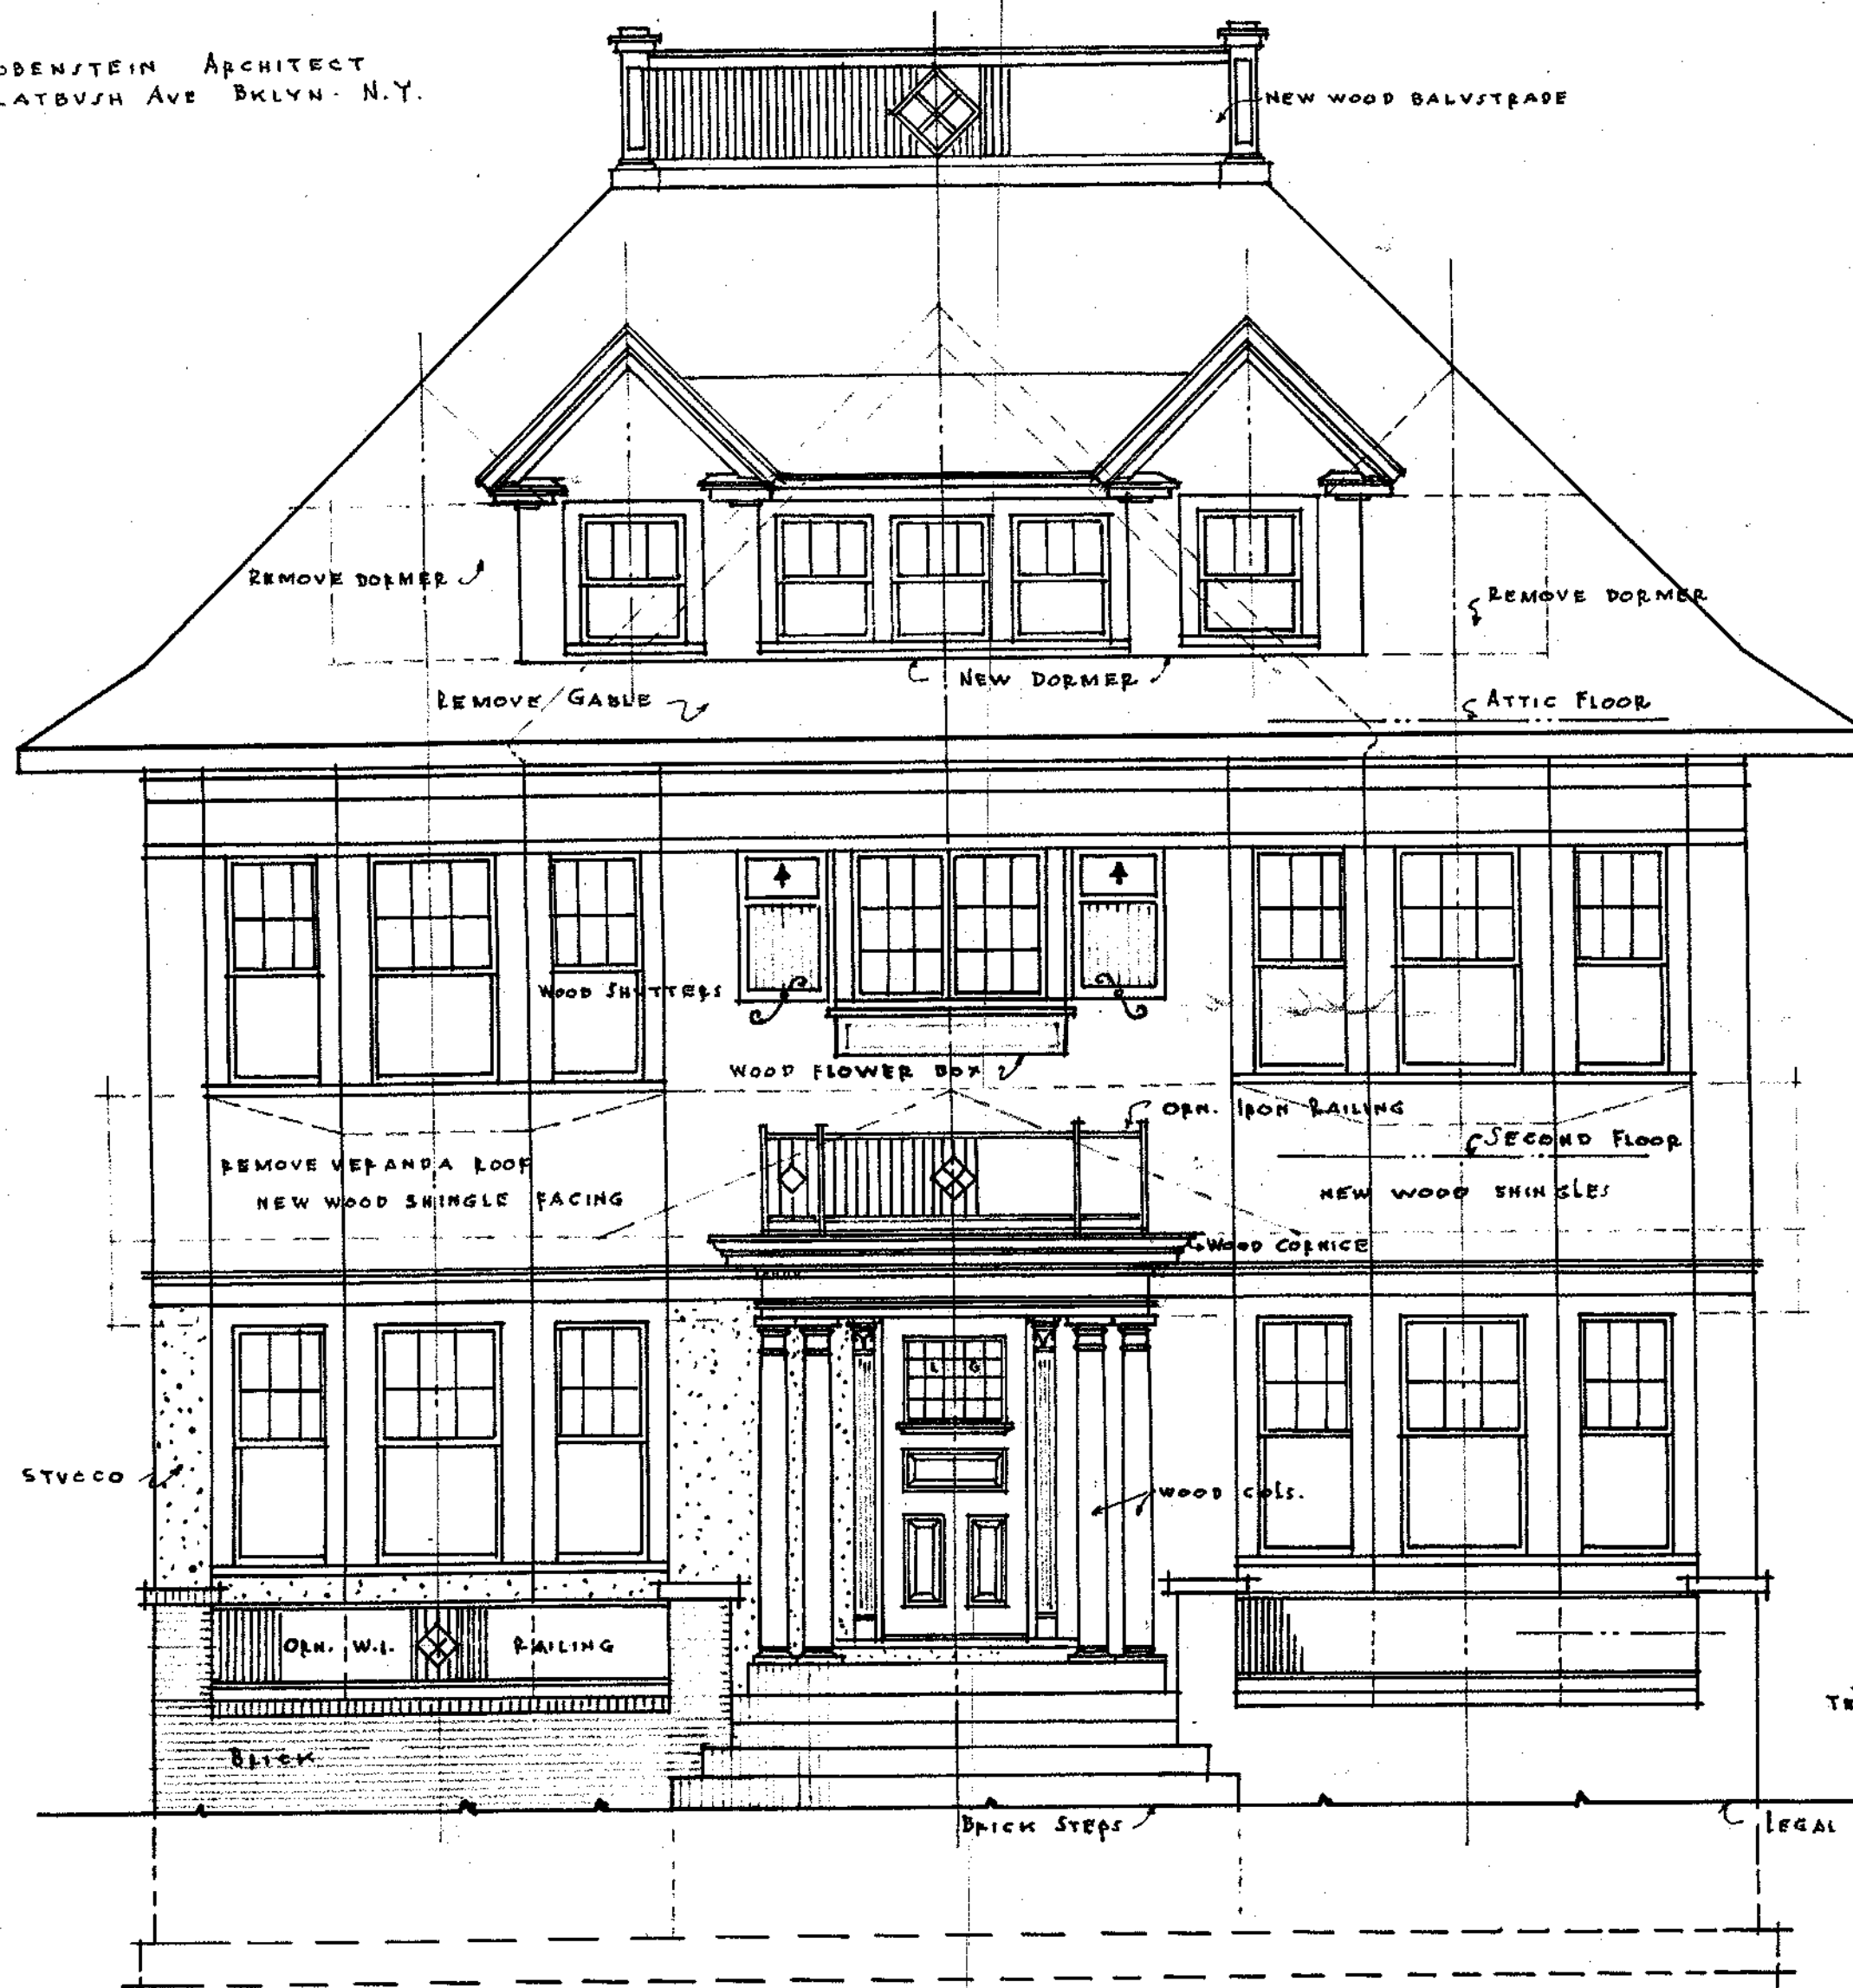 OBENSTEIN ARCHITECT
LATBUSH AVE BKLYN. N.Y.
NEW WOOD BALUSTRADE
REMOVE DORMER
REMOVE DORMER
NEW DORMER
REMOVE GABLE
ATTIC FLOOR
WOOD SHUTTERS
WOOD FLOWER BOX
ORN. IRON RAILING
SECOND FLOOR
REMOVE VERANDA ROOF
NEW WOOD SHINGLE FACING
NEW WOOD SHINGLES
WOOD CORNICE
L G
STUCCO
WOOD COLS.
ORN. W.I. RAILING
BRICK
BRICK STEPS
LEGAL